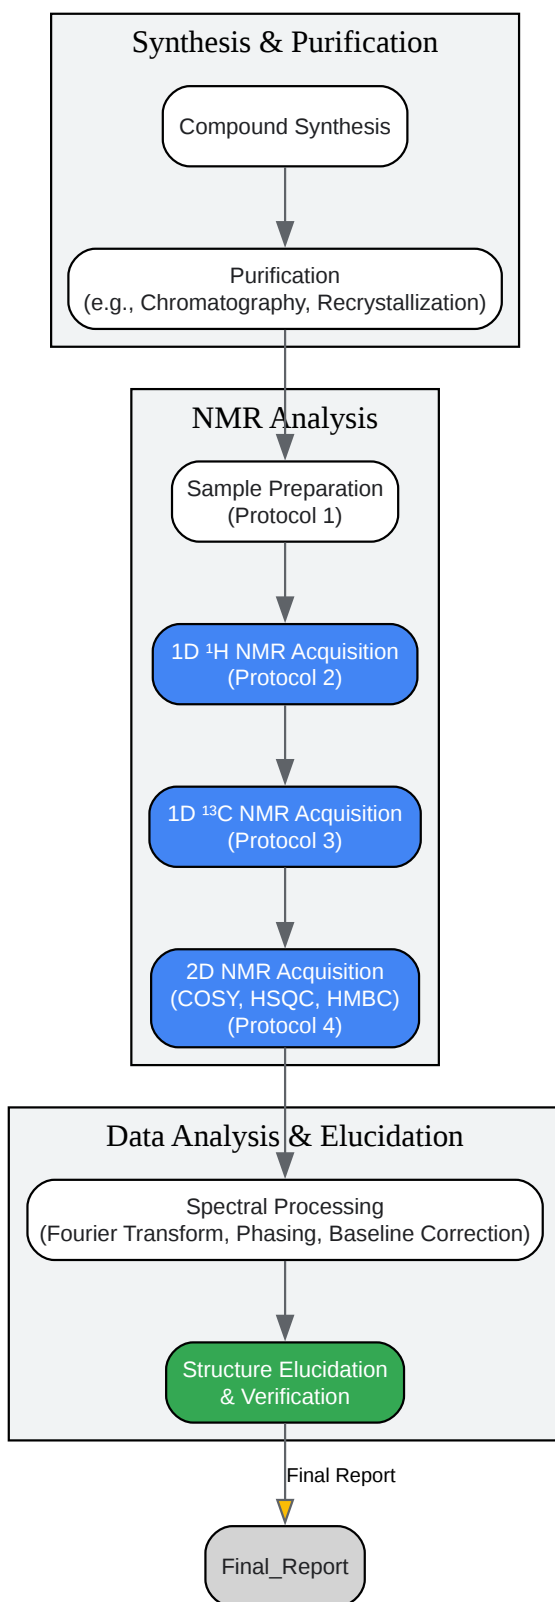 Synthesis & Purification
Compound Synthesis
Purification
(e.g., Chromatography, Recrystallization)
NMR Analysis
Sample Preparation
(Protocol 1)
1D ¹H NMR Acquisition
(Protocol 2)
1D ¹³C NMR Acquisition
(Protocol 3)
2D NMR Acquisition
(COSY, HSQC, HMBC)
(Protocol 4)
Data Analysis & Elucidation
Spectral Processing
(Fourier Transform, Phasing, Baseline Correction)
Structure Elucidation
& Verification
Final Report
Final_Report